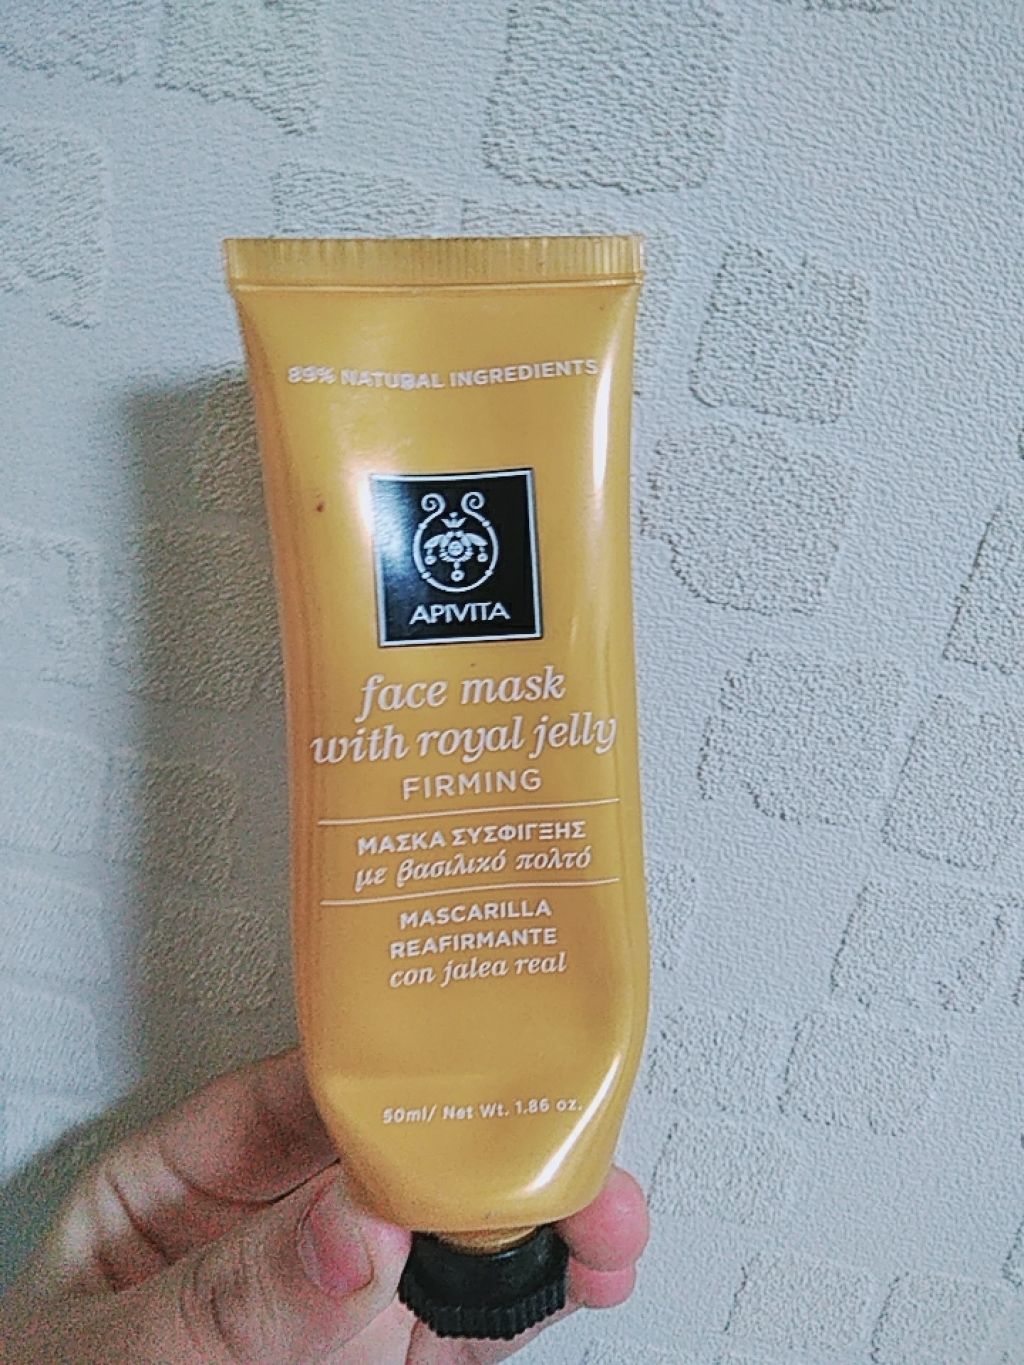 89% NATURAL INGREDIENTS
APIVITA
face mask
with royal jelly
FIRMING
ΜΑΣΚΑ ΣΥΣΦΙΓΞΗΣ
με βασιλικό πολτό
MASCARILLA
REAFIRMANTE
con jalea real
50ml/ Net Wt. 1.86 oz.